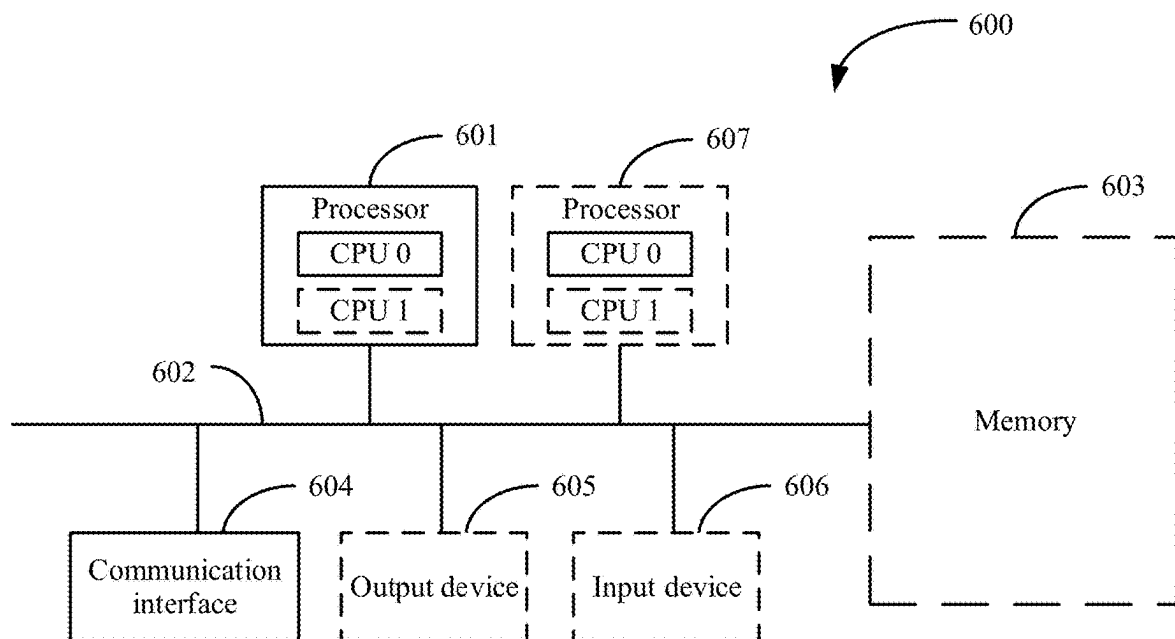 600
601
607
603
Processor
Processor
CPU 0
CPU 0
CPU 1
CPU 1
602
Memory
604
605
606
Communication
interface
Output device
Input device